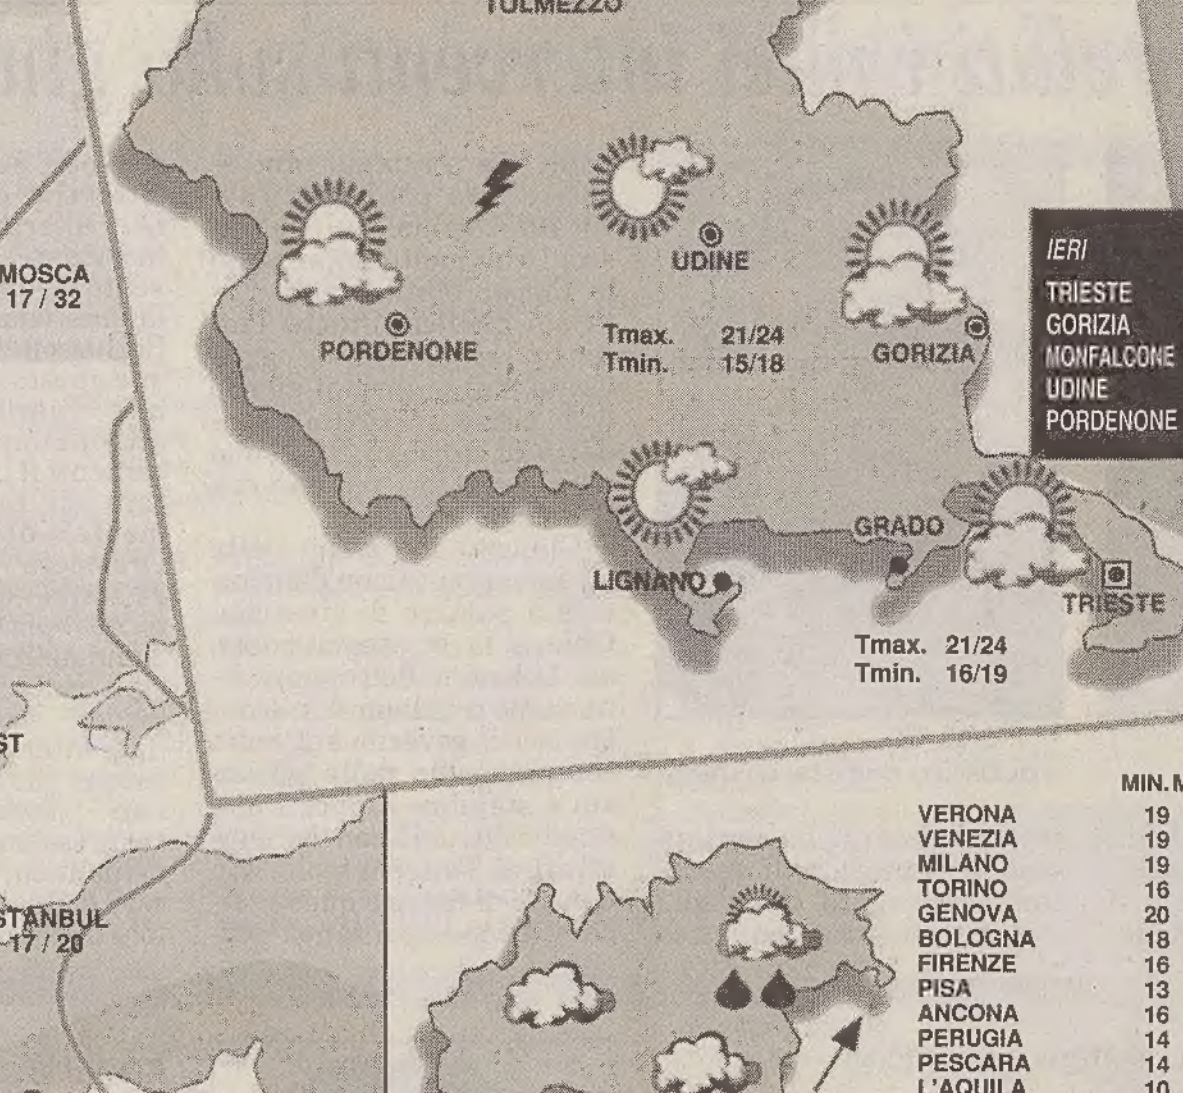 TOLMEZZO
MOSCA
17 / 32
UDINE
PORDENONE
Tmax. 21/24
Tmin. 15/18
GORIZIA
IERI
TRIESTE
GORIZIA
MONFALCONE
UDINE
PORDENONE
GRADO
LIGNANO
TRIESTE
Tmax. 21/24
Tmin. 16/19
ST
STANBUL
17 / 20
MIN. M
VERONA 19
VENEZIA 19
MILANO 19
TORINO 16
GENOVA 20
BOLOGNA 18
FIRENZE 16
PISA 13
ANCONA 16
PERUGIA 14
PESCARA 14
L'AQUILA 10